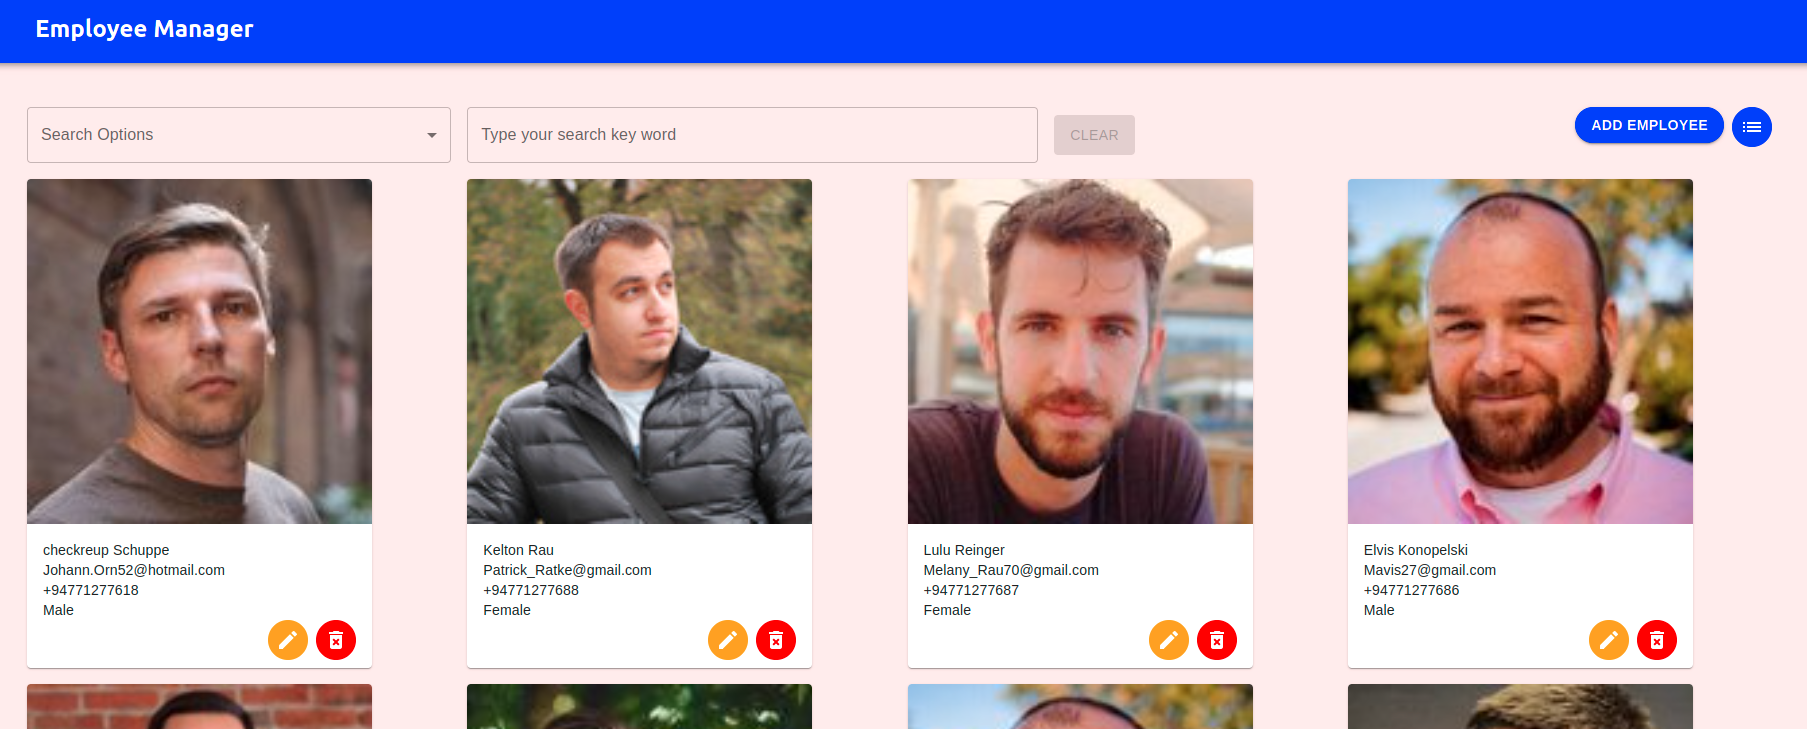 Employee Manager
Search Options
Type your search key word
CLEAR
ADD EMPLOYEE
checkreup Schuppe
Johann.Orn52@hotmail.com
+94771277618
Male
Kelton Rau
Patrick_Ratke@gmail.com
+94771277688
Female
Lulu Reinger
Melany_Rau70@gmail.com
+94771277687
Female
Elvis Konopelski
Mavis27@gmail.com
+94771277686
Male